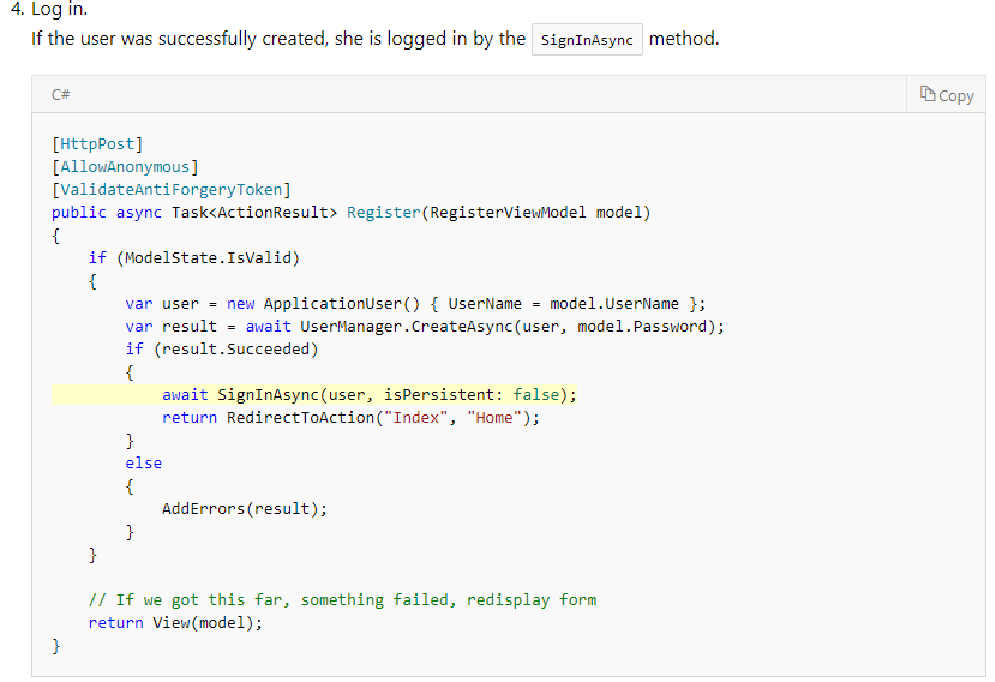 4. Log in.
If the user was successfully created, she is logged in by the SignInAsync method.
C#
Copy
[HttpPost]
[AllowAnonymous]
[ValidateAntiForgeryToken]
public async Task<ActionResult> Register(RegisterViewModel model)
{
    if (ModelState.IsValid)
    {
        var user = new ApplicationUser() { UserName = model.UserName };
        var result = await UserManager.CreateAsync(user, model.Password);
        if (result.Succeeded)
        {
            await SignInAsync(user, isPersistent: false);
            return RedirectToAction("Index", "Home");
        }
        else
        {
            AddErrors(result);
        }
    }

    // If we got this far, something failed, redisplay form
    return View(model);
}